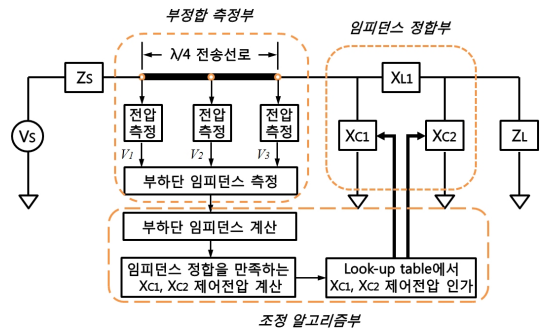 부정합 측정부
임피던스 정합부
λ/4 전송선로
ZS
XL1
전압
측정
전압
측정
전압
측정
XC1
XC2
VS
ZL
V1
V2
V3
부하단 임피던스 측정
부하단 임피던스 계산
임피던스 정합을 만족하는
XC1, XC2 제어전압 계산
Look-up table에서
XC1, XC2 제어전압 인가
조정 알고리즘부